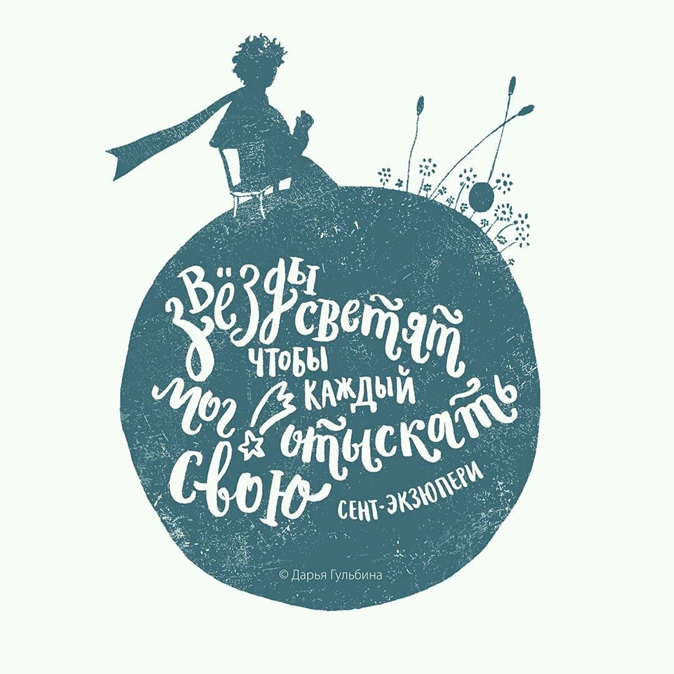 звёзды
светят
чтобы
каждый
мог отыскать
свою
СЕНТ-ЭКЗЮПЕРИ
© Дарья Гульбина